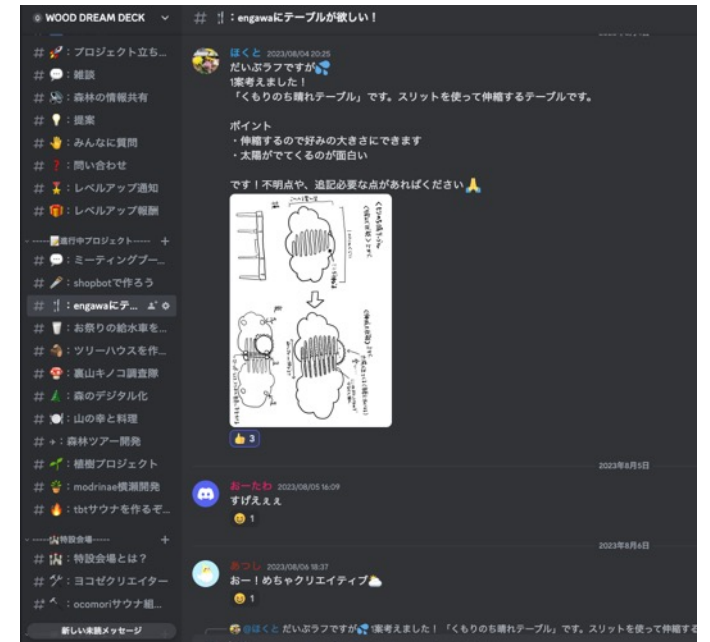 WOOD DREAM DECK
# 🚀：プロジェクト立ち...
# 💬：雑談
：森林の情報共有
# 💡：提案
：みんなに質問
# ❓：問い合わせ
：レベルアップ通知
# 🎁：レベルアップ報酬
進行中プロジェクト
# 💬：ミーティングブー...
：shopbotで作ろう
# 🍴：engawaにテ...
：お祭りの給水車を...
：ツリーハウスを作...
# 🍄：裏山キノコ調査隊
：森のデジタル化
# 🍽：山の幸と料理
# +：森林ツアー開発
# 🌱：植樹プロジェクト
：modrinae横瀬開発
# 🔥：tbtサウナを作るぞ...
特設会場
：特設会場とは？
：ヨコゼクリエイター
：ocomoriサウナ組...
新しい未読メッセージ
# 🍴：engawaにテーブルが欲しい！
ほくと 2023/08/04 20:25
だいぶラフですが💦
1案考えました！
「くもりのち晴れテーブル」です。スリットを使って伸縮するテーブルです。
ポイント
・伸縮するので好みの大きさにできます
・太陽がでてくるのが面白い
です！不明点や、追記必要な点があればください🙏
👍 3
2023年8月5日
おーたわ 2023/08/05 16:09
すげえぇぇ
1
2023年8月6日
あつし 2023/08/06 18:37
おー！めちゃクリエイティブ⛅
1
@ほくと だいぶラフですが💦1案考えました！「くもりのち晴れテーブル」です。スリットを使って伸縮する